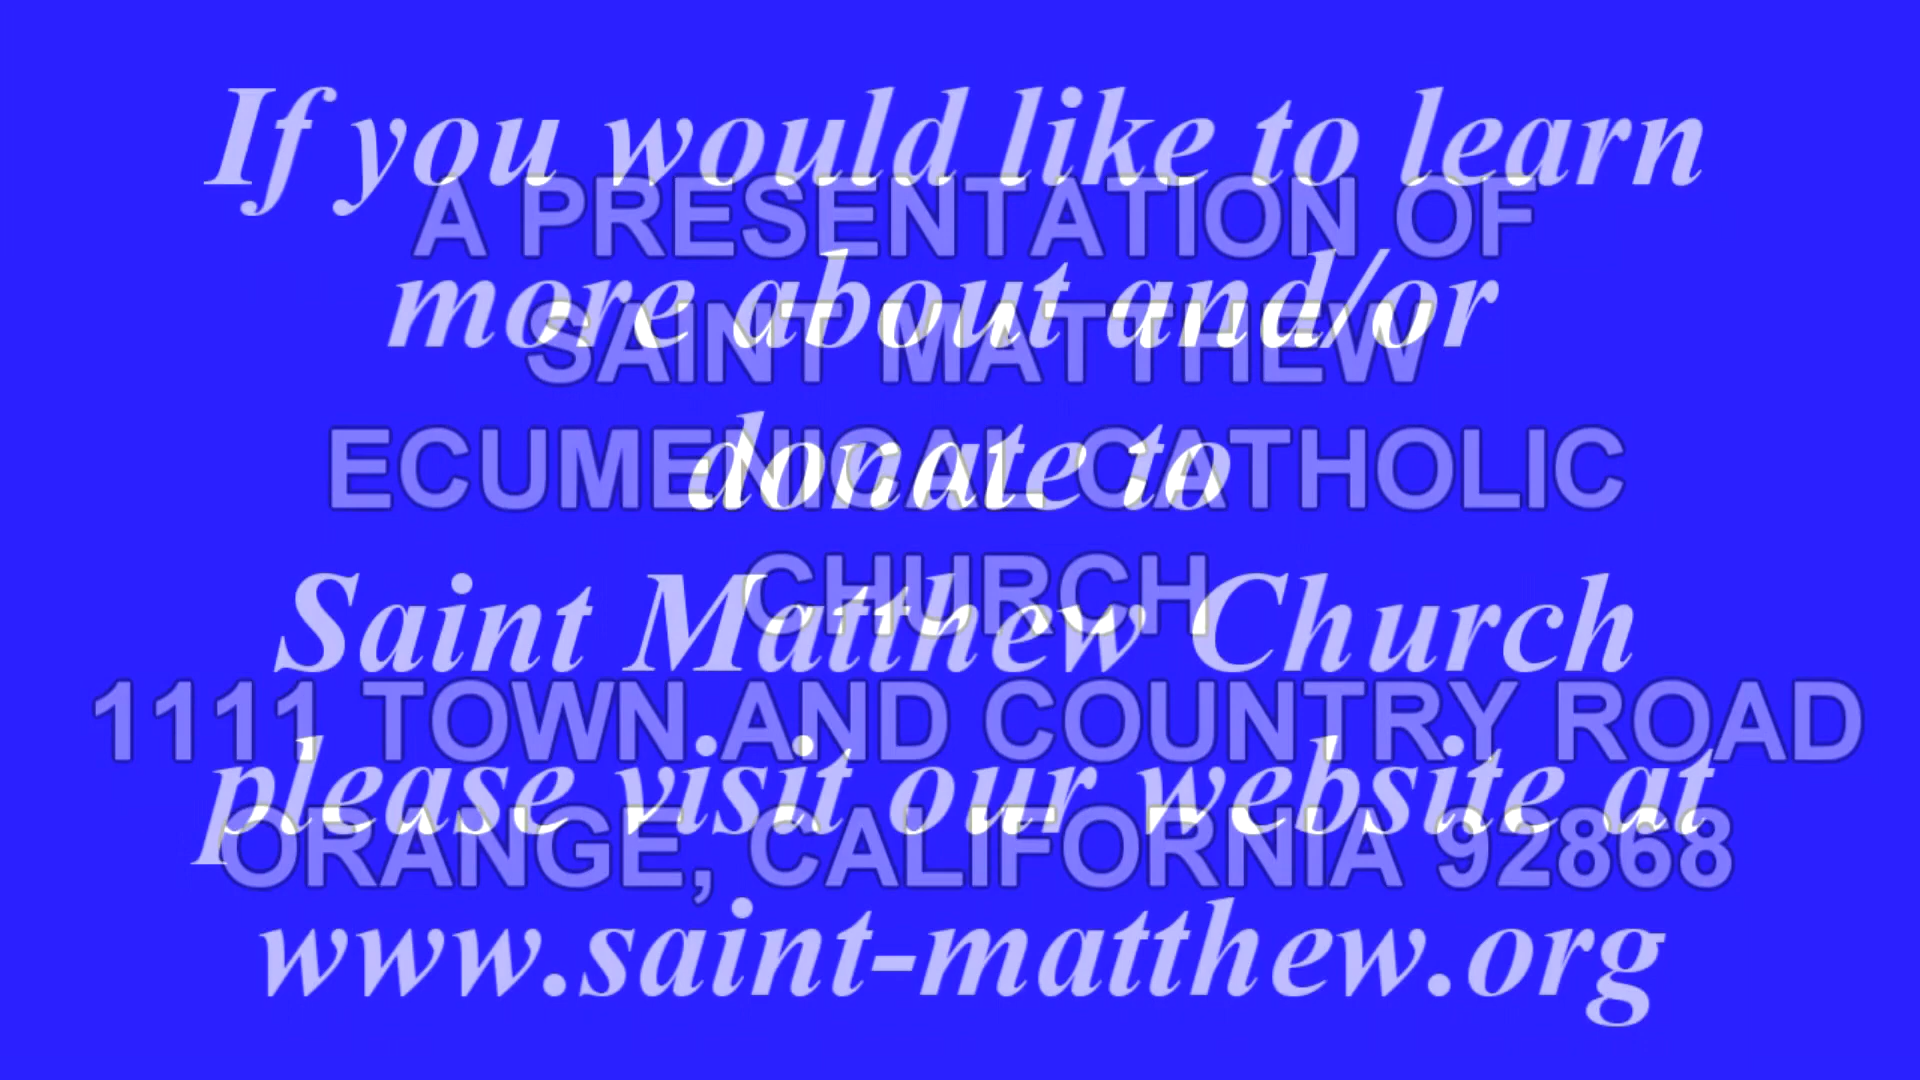 If you would like to learn
more about and/or
donate to
Saint Matthew Church
please visit our website at
www.saint-matthew.org
A PRESENTATION OF
SAINT MATTHEW
ECUMENICAL CATHOLIC
CHURCH
1111 TOWN AND COUNTRY ROAD
ORANGE, CALIFORNIA 92868